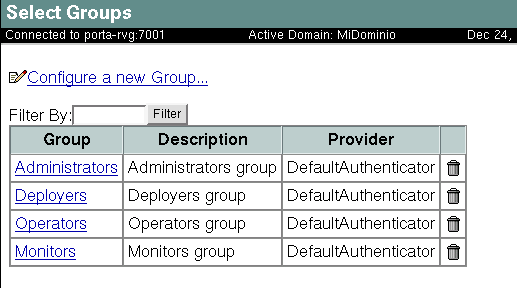 Select Groups
Connected to porta-rvg:7001 Active Domain: MiDominio Dec 24,
Configure a new Group...
Filter By: Filter
Group Description Provider
Administrators Administrators group DefaultAuthenticator
Deployers Deployers group DefaultAuthenticator
Operators Operators group DefaultAuthenticator
Monitors Monitors group DefaultAuthenticator